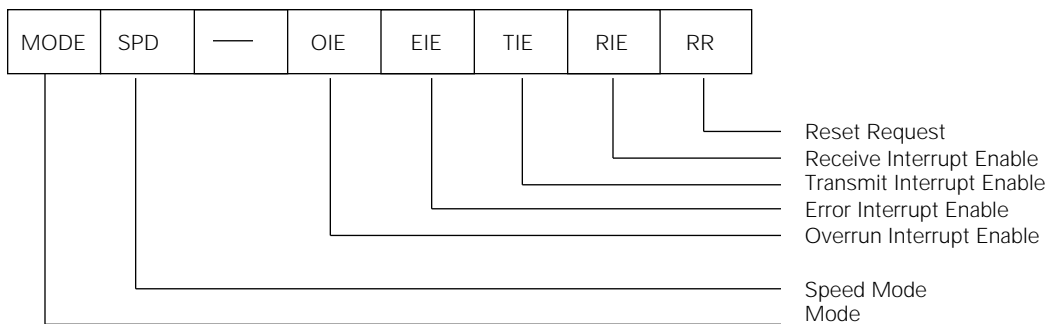 MODE SPD — OIE EIE TIE RIE RR
Reset Request
Receive Interrupt Enable
Transmit Interrupt Enable
Error Interrupt Enable
Overrun Interrupt Enable
Speed Mode
Mode